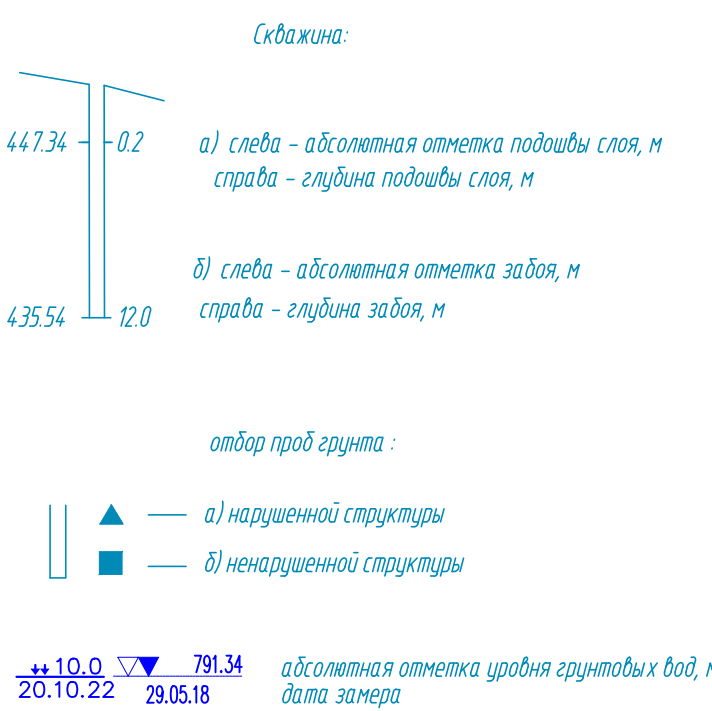 Скважина:
447.34 0.2 а) слева - абсолютная отметка подошвы слоя, м
справа - глубина подошвы слоя, м
б) слева - абсолютная отметка забоя, м
435.54 12.0 справа - глубина забоя, м
отбор проб грунта :
а) нарушенной структуры
б) ненарушенной структуры
10.0 791.34 абсолютная отметка уровня грунтовых вод, м
20.10.22 29.05.18 дата замера